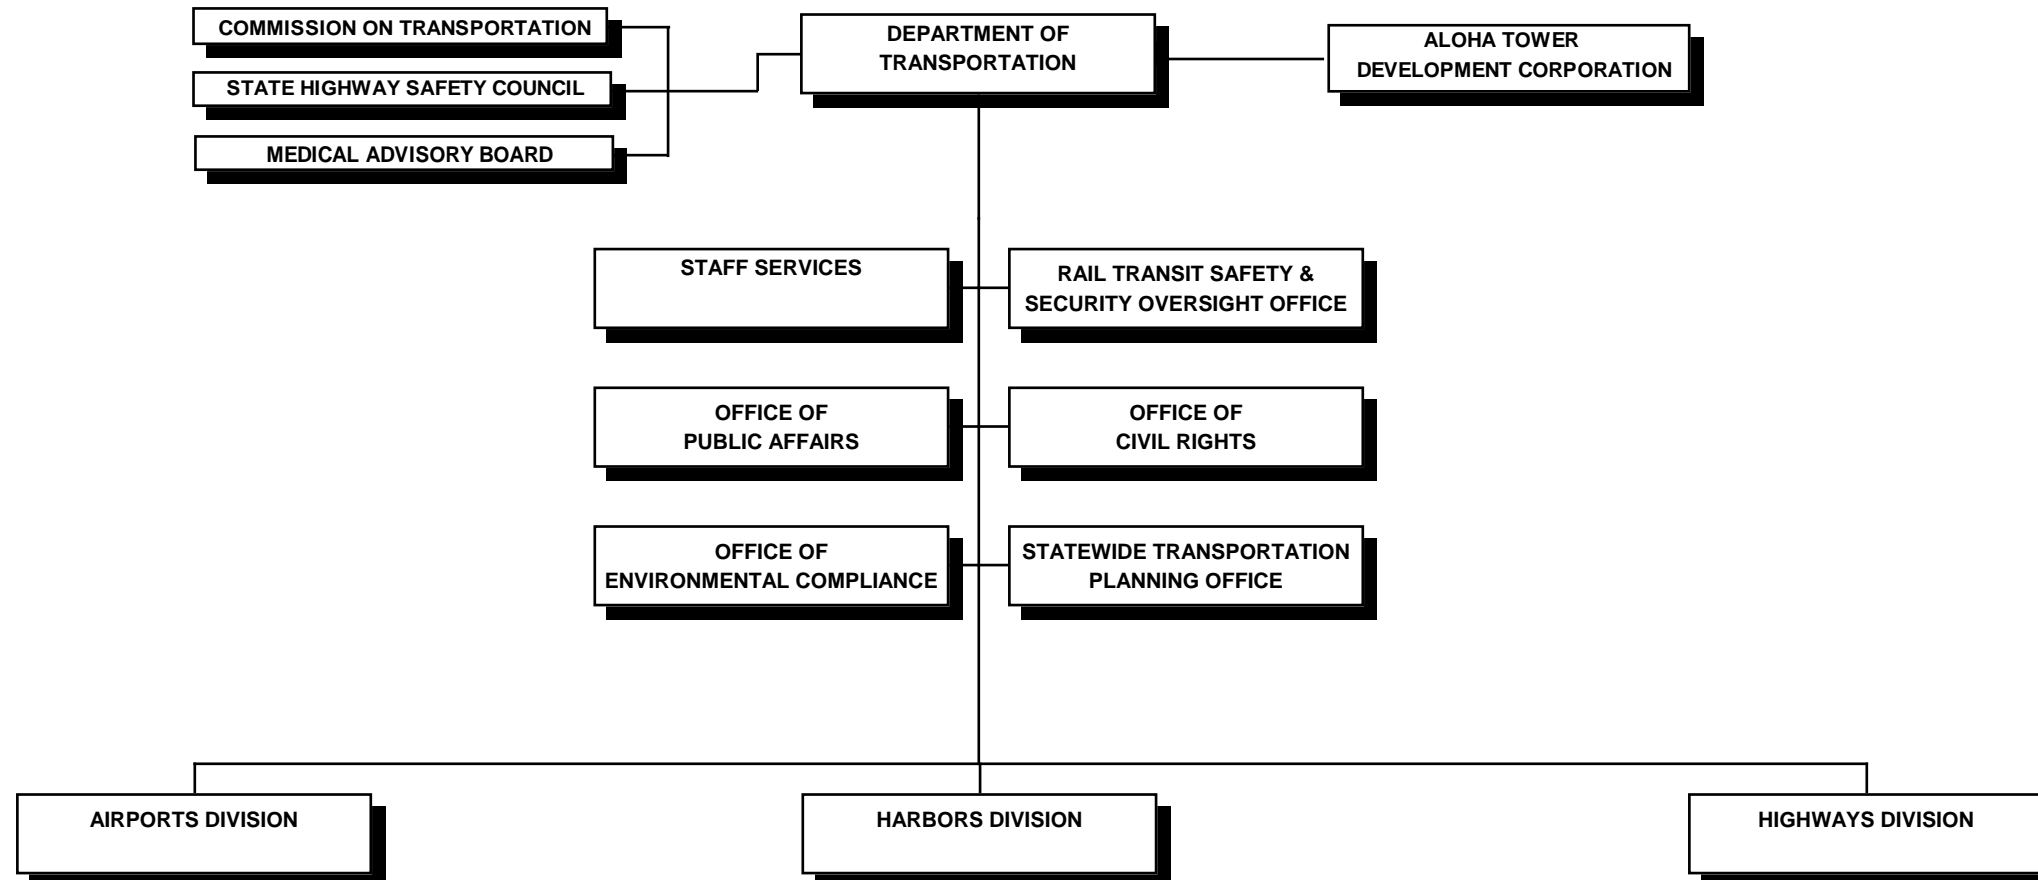 COMMISSION ON TRANSPORTATION
STATE HIGHWAY SAFETY COUNCIL
MEDICAL ADVISORY BOARD
DEPARTMENT OF
TRANSPORTATION
ALOHA TOWER
DEVELOPMENT CORPORATION
STAFF SERVICES
RAIL TRANSIT SAFETY &
SECURITY OVERSIGHT OFFICE
OFFICE OF
PUBLIC AFFAIRS
OFFICE OF
CIVIL RIGHTS
OFFICE OF
ENVIRONMENTAL COMPLIANCE
STATEWIDE TRANSPORTATION
PLANNING OFFICE
AIRPORTS DIVISION
HARBORS DIVISION
HIGHWAYS DIVISION